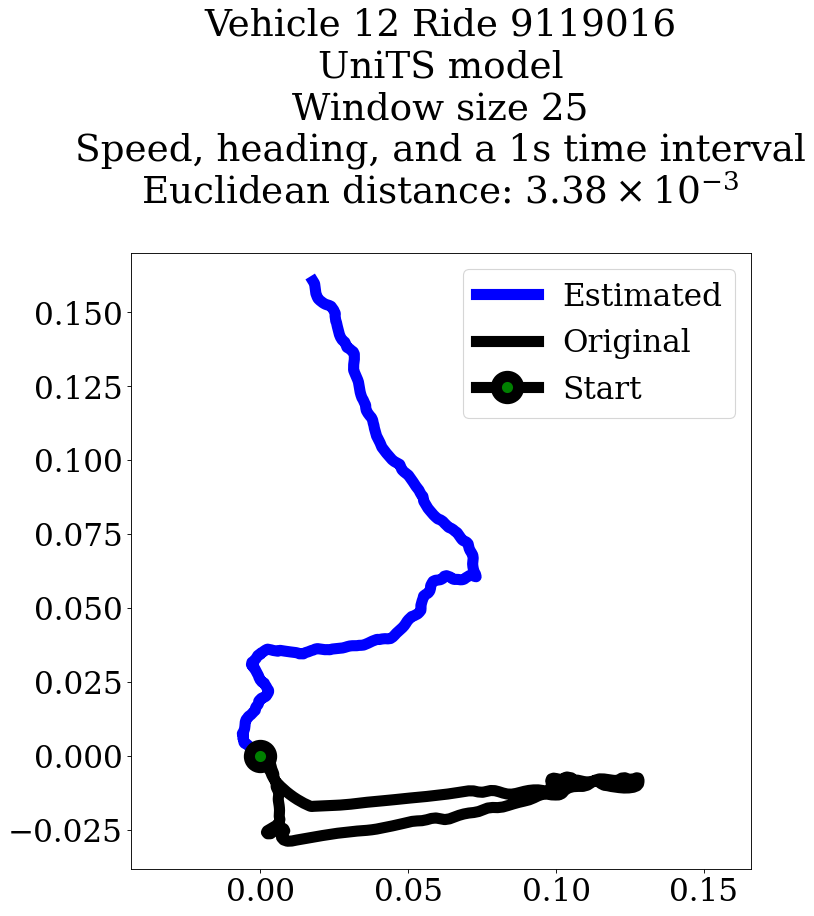 Vehicle 12 Ride 9119016
UniTS model
Window size 25
Speed, heading, and a 1s time interval
Euclidean distance: 3.38 × 10⁻³
Estimated
Original
Start
0.150
0.125
0.100
0.075
0.050
0.025
0.000
−0.025
0.00 0.05 0.10 0.15